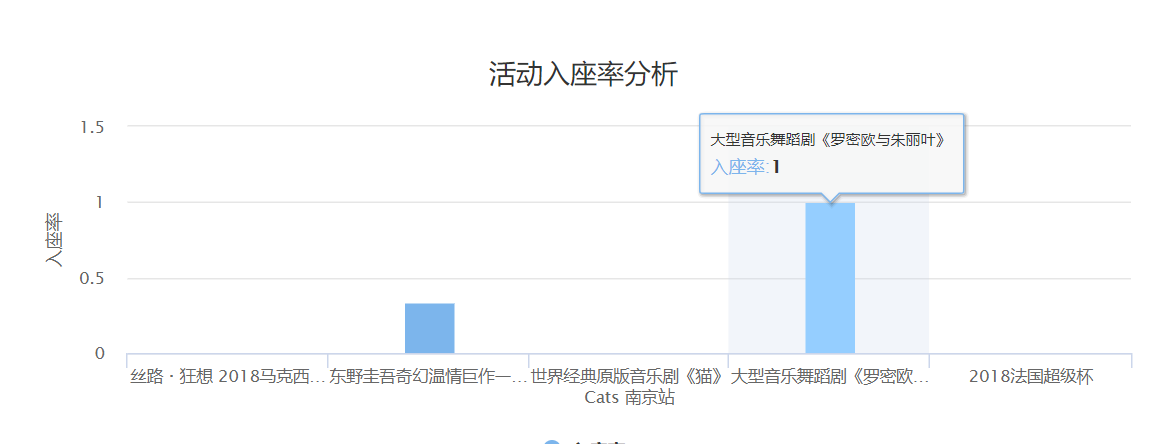 活动入座率分析
1.5
1
0.5
0
入座率
大型音乐舞蹈剧《罗密欧与朱丽叶》
入座率: 1
丝路·狂想 2018马克西...
东野圭吾奇幻温情巨作一...
世界经典原版音乐剧《猫》
Cats 南京站
大型音乐舞蹈剧《罗密欧...
2018法国超级杯